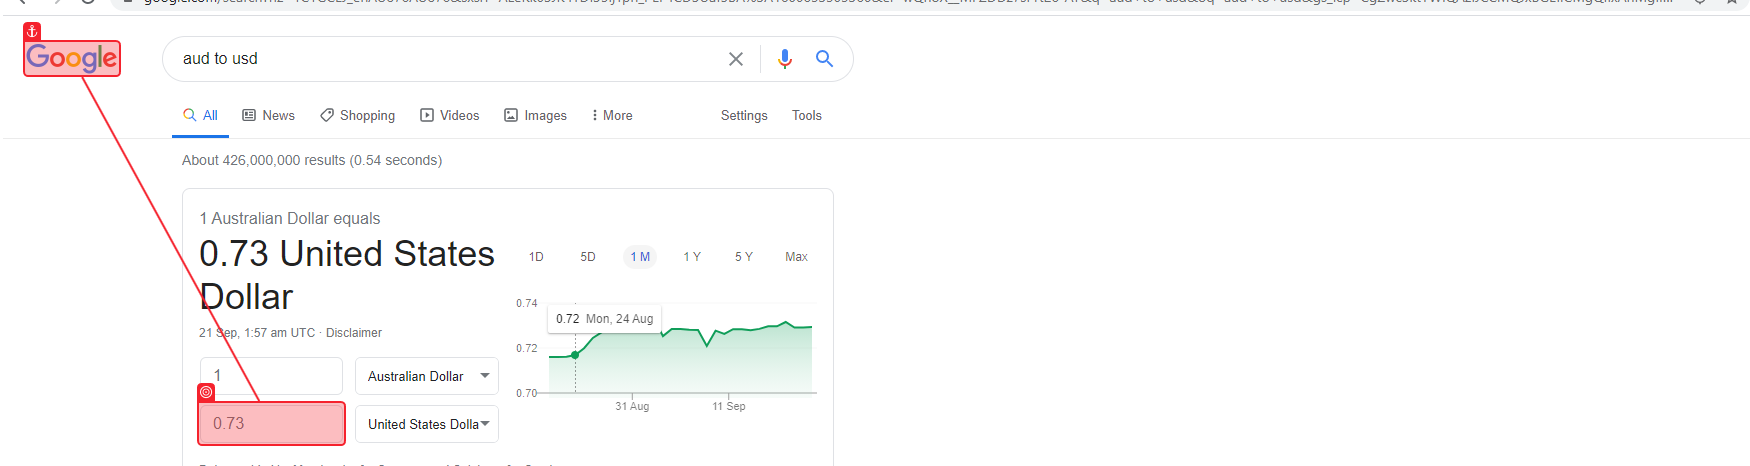 Google
aud to usd
All News Shopping Videos Images More Settings Tools
About 426,000,000 results (0.54 seconds)
1 Australian Dollar equals
0.73 United States
Dollar
21 Sep, 1:57 am UTC · Disclaimer
1D 5D 1 M 1 Y 5 Y Max
0.74
0.72 Mon, 24 Aug
0.72
0.70
31 Aug 11 Sep
1 Australian Dollar
0.73 United States Dolla